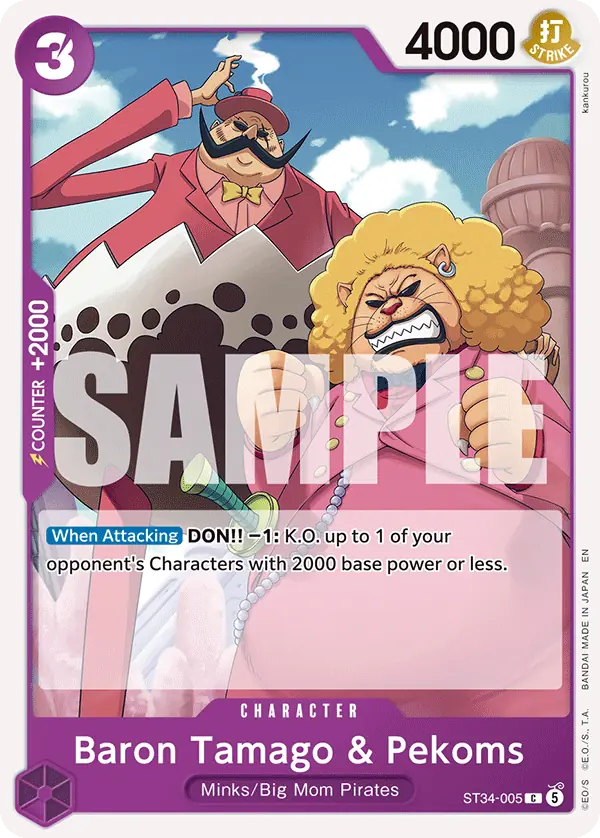 3
4000
打
STRIKE
kankurou
COUNTER +2000
SAMPLE
When Attacking DON!! −1: K.O. up to 1 of your
opponent's Characters with 2000 base power or less.
CHARACTER
Baron Tamago & Pekoms
Minks/Big Mom Pirates
ST34-005 C 5
©E.O/S ©E.O./S., T.A. BANDAI MADE IN JAPAN EN